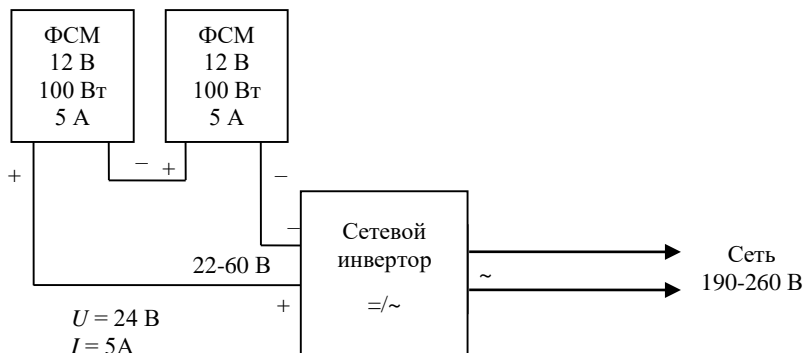 ФСМ
12 В
100 Вт
5 А
ФСМ
12 В
100 Вт
5 А
+
–
+
–
–
Сетевой
инвертор
=/~
22-60 В
+
~
Сеть
190-260 В
U = 24 В
I = 5А